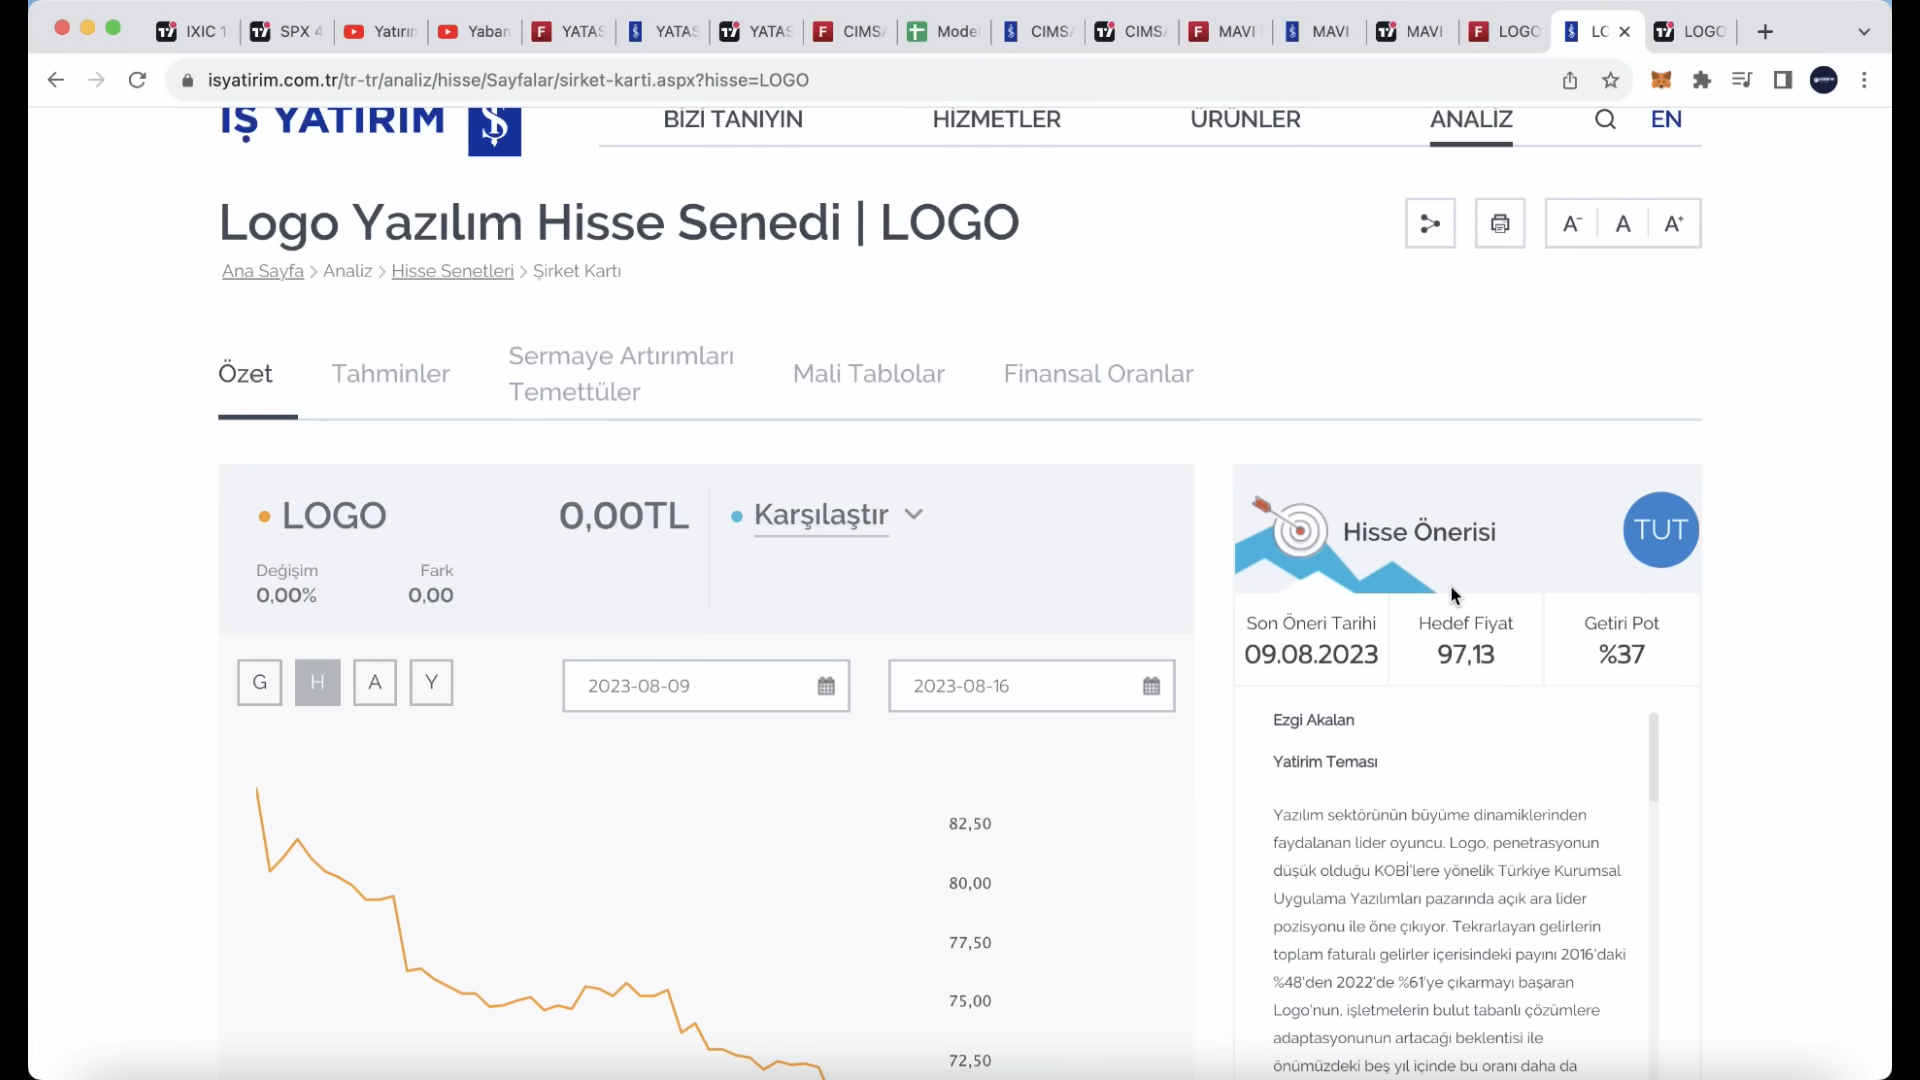 IXIC 1
SPX 4
Yatırın
Yaban
YATAS
YATAS
YATAS
CIMSA
Mode
CIMSA
CIMSA
MAVI
MAVI
MAVI
LOGO
LO
LOGO
isyatirim.com.tr/tr-tr/analiz/hisse/Sayfalar/sirket-karti.aspx?hisse=LOGO
İŞ YATIRIM
BİZİ TANIYIN
HİZMETLER
ÜRÜNLER
ANALİZ
EN
Logo Yazılım Hisse Senedi | LOGO
A- A A+
Ana Sayfa > Analiz > Hisse Senetleri > Şirket Kartı
Özet
Tahminler
Sermaye Artırımları
Temettüler
Mali Tablolar
Finansal Oranlar
LOGO
0,00TL
Karşılaştır
Değişim
Fark
0,00%
0,00
G H A Y
2023-08-09
2023-08-16
82,50
80,00
77,50
75,00
72,50
Hisse Önerisi
TUT
Son Öneri Tarihi
Hedef Fiyat
Getiri Pot
09.08.2023
97,13
%37
Ezgi Akalan
Yatirim Teması
Yazılım sektörünün büyüme dinamiklerinden
faydalanan lider oyuncu. Logo, penetrasyonun
düşük olduğu KOBİ'lere yönelik Türkiye Kurumsal
Uygulama Yazılımları pazarında açık ara lider
pozisyonu ile öne çıkıyor. Tekrarlayan gelirlerin
toplam faturalı gelirler içerisindeki payını 2016'daki
%48'den 2022'de %61'ye çıkarmayı başaran
Logo'nun, işletmelerin bulut tabanlı çözümlere
adaptasyonunun artacağı beklentisi ile
önümüzdeki beş yıl içinde bu oranı daha da